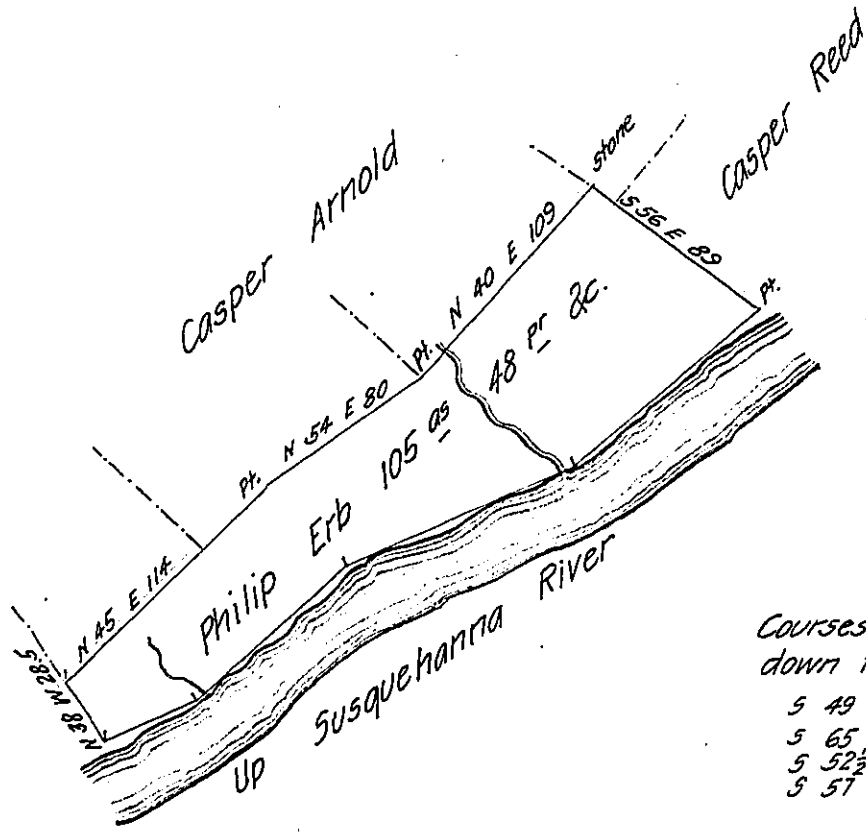 Casper Reed
Casper Arnold
stone
S 56 E 89
Pt.
N 40 E 109
Pt.
N 54 E 80
Pt.
N 45 E 114
N 38 W 28.5
Philip Erb 105 as 48 pr &c.
Up Susquehanna River
Courses
down
S 49
S 65
S 52½
S 57